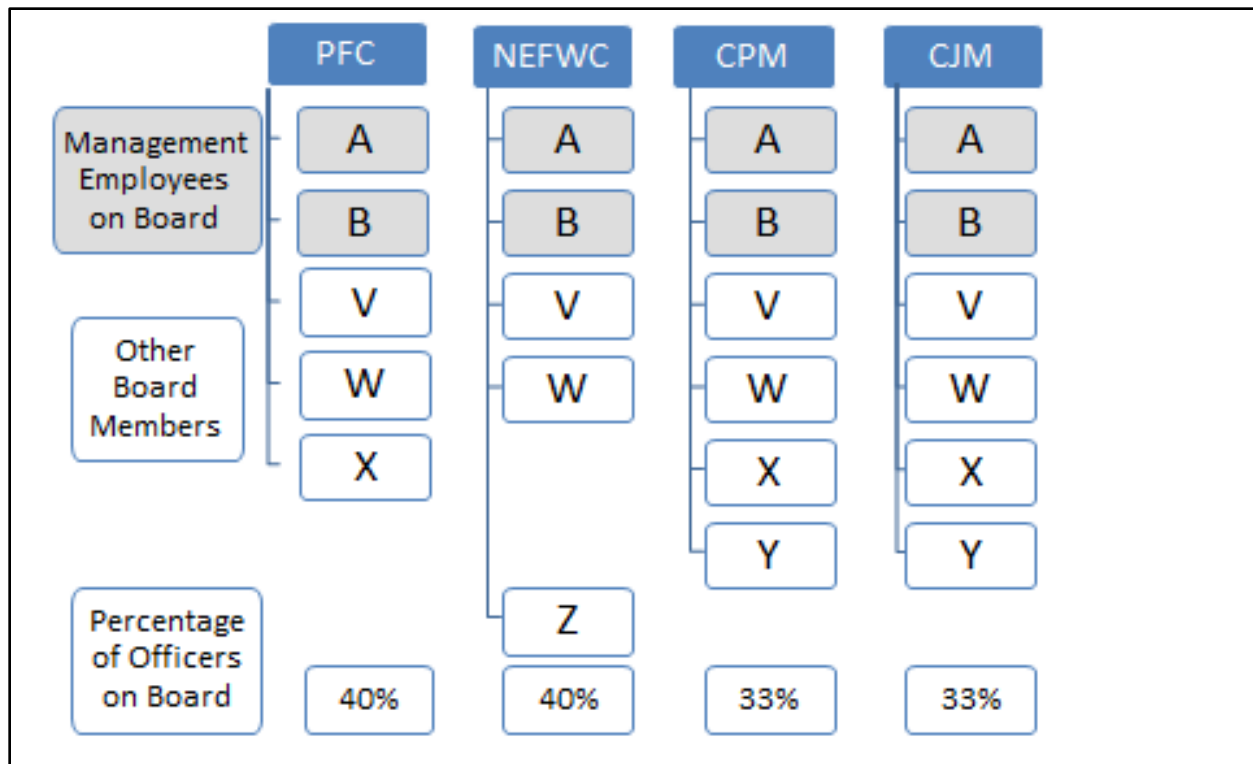 PFC NEFWC CPM CJM
Management
Employees
on Board
A A A A
B B B B
V V V V
Other
Board
Members
W W W W
X X X
Y Y
Z
Percentage
of Officers
on Board
40% 40% 33% 33%